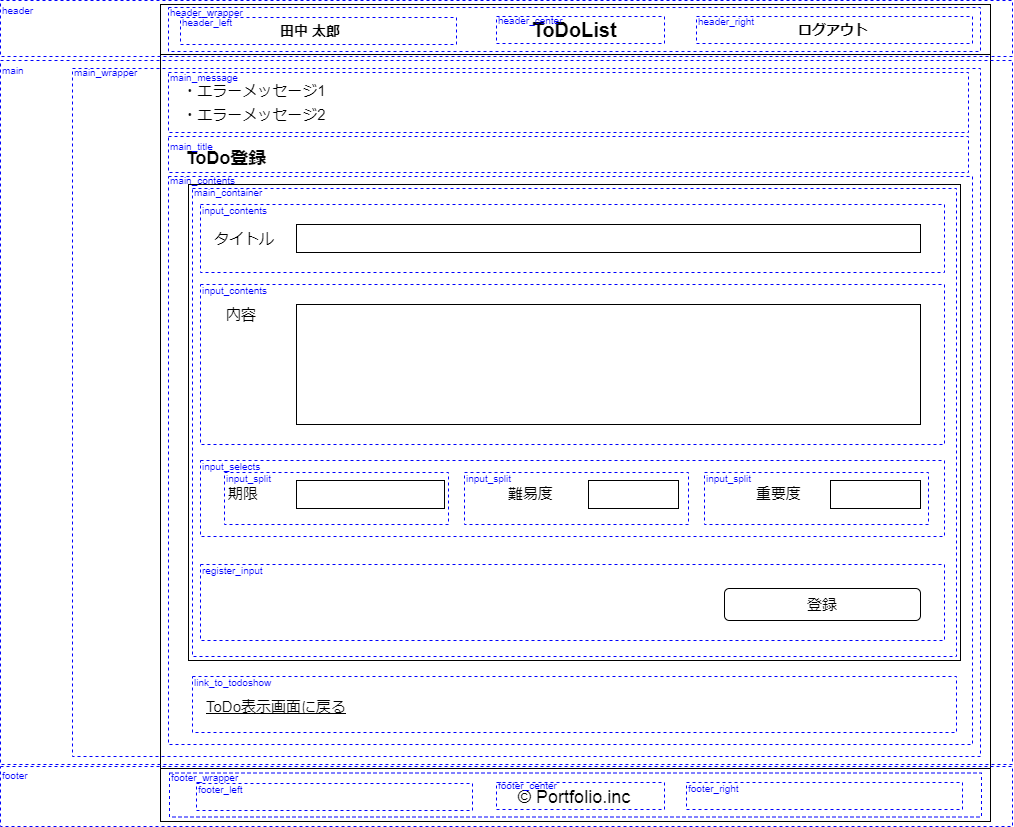 header
header_wrapper
header_left
田中 太郎
header_center
ToDoList
header_right
ログアウト
main
main_wrapper
main_message
・エラーメッセージ1
・エラーメッセージ2
main_title
ToDo登録
main_contents
main_container
input_contents
タイトル
input_contents
内容
input_selects
input_split
期限
input_split
難易度
input_split
重要度
register_input
登録
link_to_todoshow
ToDo表示画面に戻る
footer
footer_wrapper
footer_left
footer_center
© Portfolio.inc
footer_right